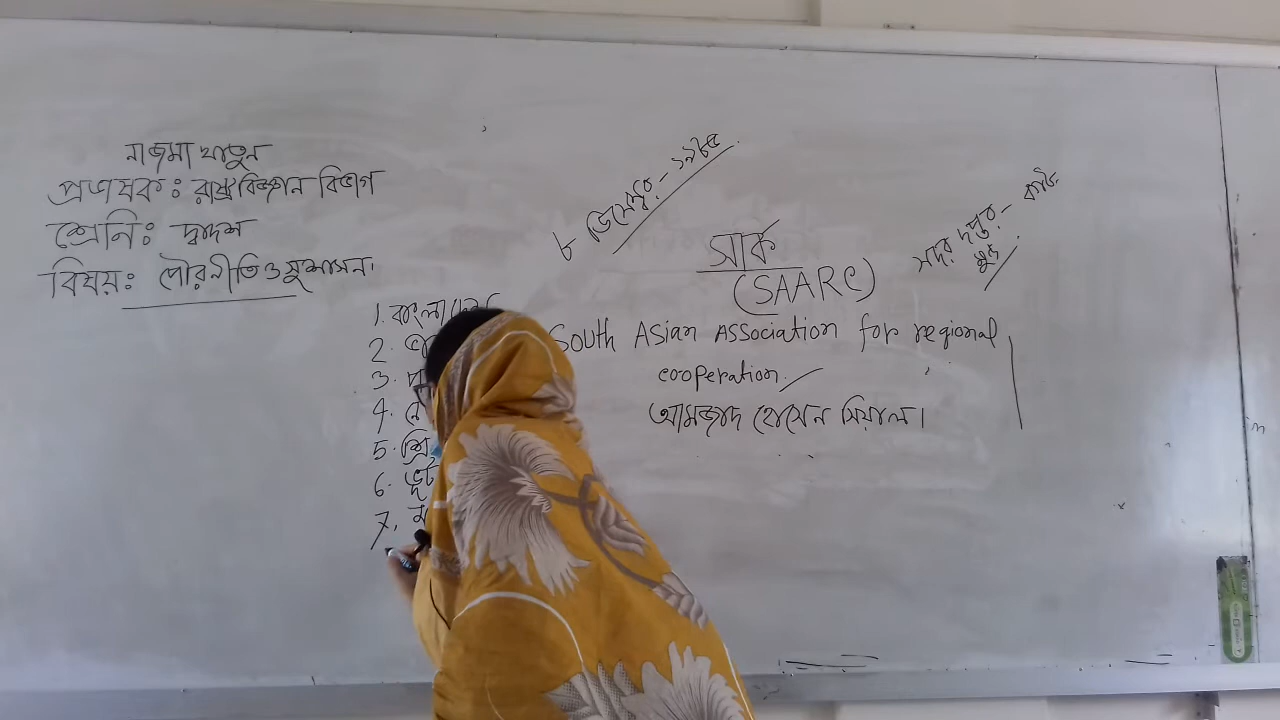 নাজমা খাতুন
প্রভাষক: রাষ্ট্রবিজ্ঞান বিভাগ
শ্রেনি: দ্বাদশ
বিষয়: পৌরনীতি ও সুশাসন।
৮ ডিসেম্বর - ১৯৮৫
সার্ক
(SAARC)
সদর দপ্তর - কাঠ-
মুন্ডু
South Asian Association for regional
cooperation
আমজাদ হোসেন সিয়াল।
1. বাংলাদেশ
2.
3.
4.
5.
6.
7.